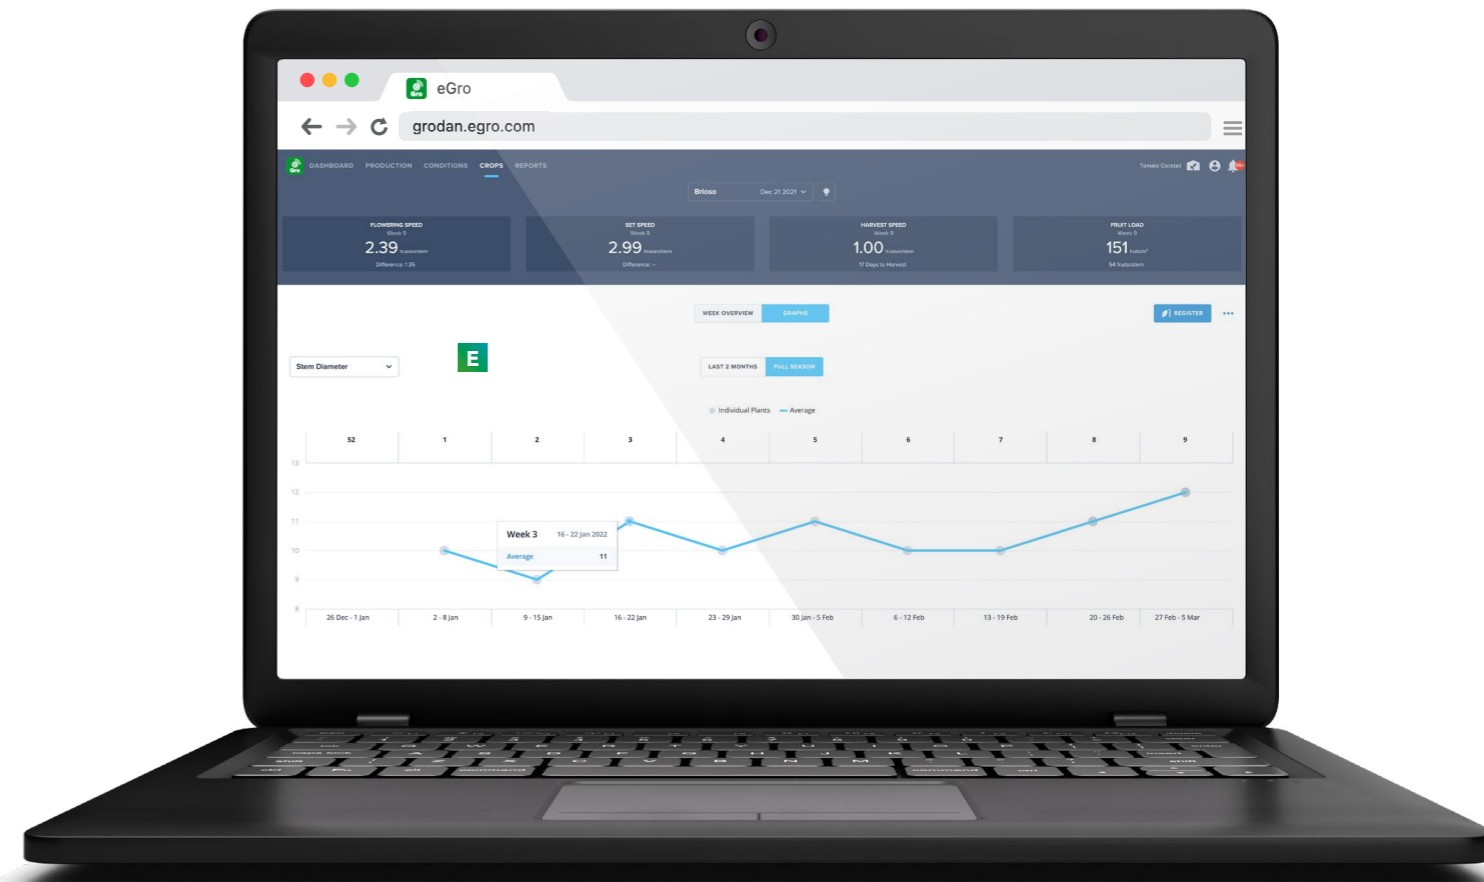 eGro
grodan.egro.com
Gro DASHBOARD PRODUCTION CONDITIONS CROPS REPORTS Tomato Cocktail
Brioso Dec 21 2021
FLOWERING SPEED SET SPEED HARVEST SPEED FRUIT LOAD
Week 9 Week 9 Week 9 Week 9
2.39 2.99 1.00 151 fruits/m²
Difference: 1.35 Difference: – 17 Days to Harvest 54 fruits/stem
WEEK OVERVIEW GRAPHS REGISTER
Stem Diameter E LAST 2 MONTHS FULL SEASON
Individual Plants Average
52 1 2 3 4 5 6 7 8 9
13
12
11
Week 3 16 - 22 Jan 2022
10
Average 11
9
8
26 Dec - 1 Jan 2 - 8 Jan 9 - 15 Jan 16 - 22 Jan 23 - 29 Jan 30 Jan - 5 Feb 6 - 12 Feb 13 - 19 Feb 20 - 26 Feb 27 Feb - 5 Mar